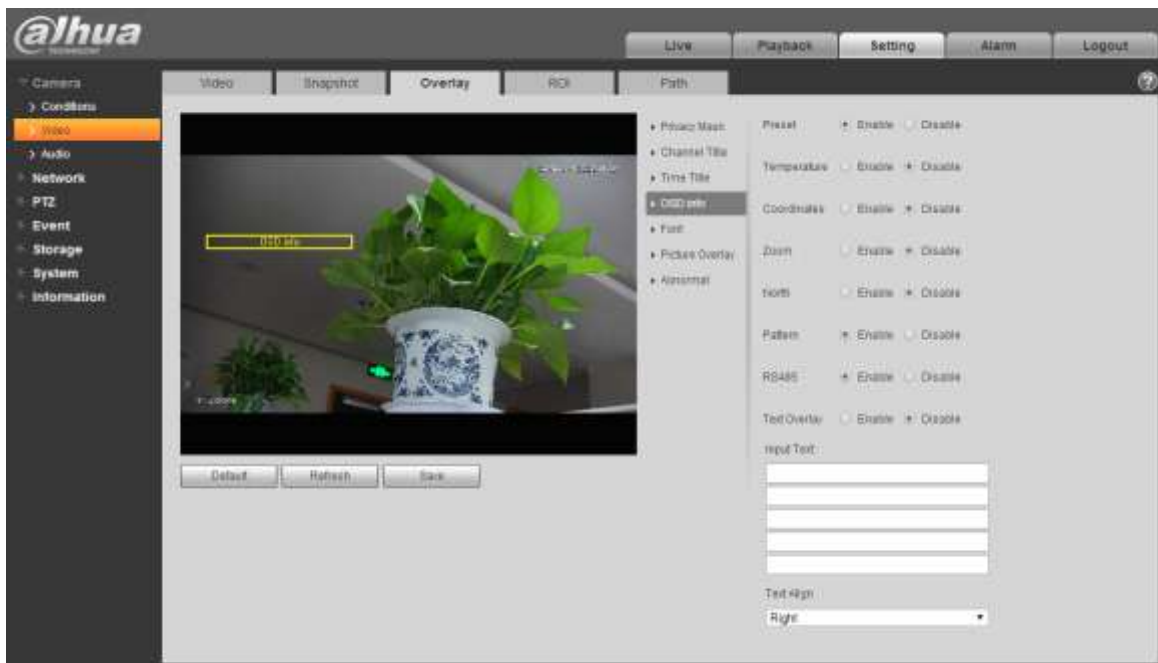 alhua
TECHNOLOGY
Live
Playback
Setting
Alarm
Logout
Camera
Conditions
Video
Audio
Network
PTZ
Event
Storage
System
Information
Video
Snapshot
Overlay
ROI
Path
OSD info
Default
Refresh
Save
Privacy Mask
Channel Title
Time Title
OSD info
Font
Picture Overlay
Abnormal
Preset Enable Disable
Temperature Enable Disable
Coordinates Enable Disable
Zoom Enable Disable
North Enable Disable
Pattern Enable Disable
RS485 Enable Disable
Text Overlay Enable Disable
Input Text
Text Align
Right